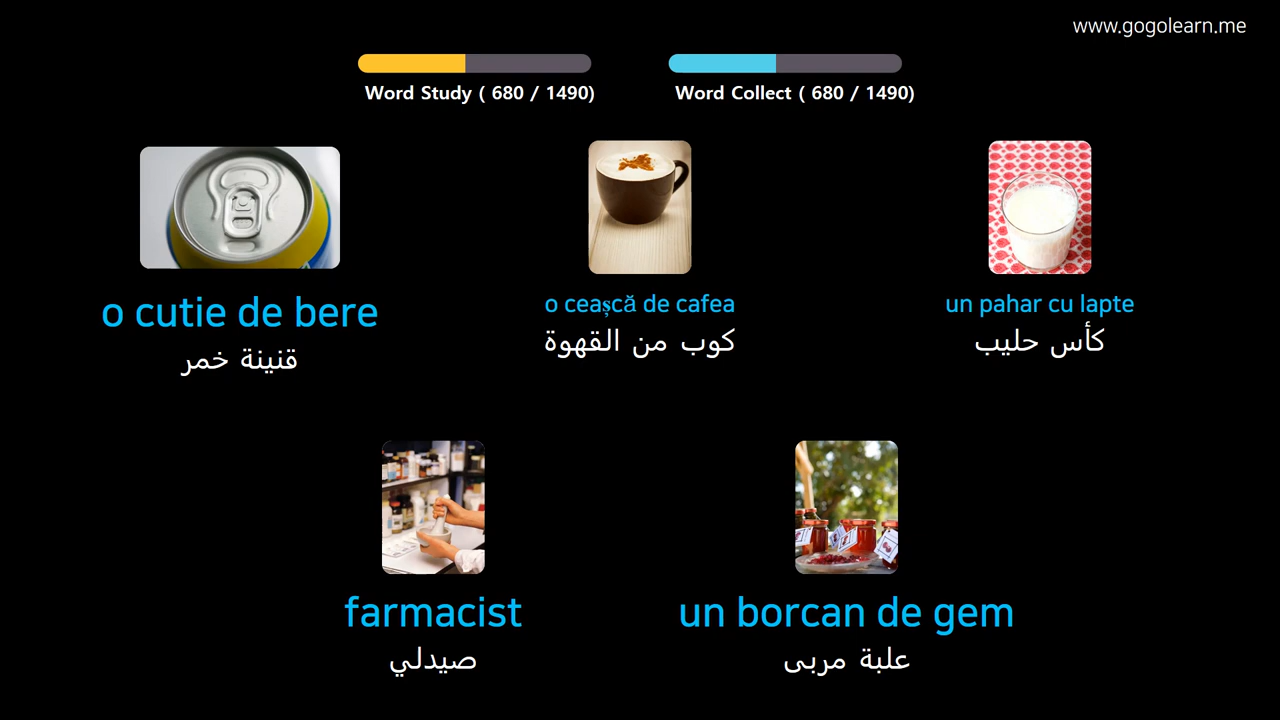 www.gogolearn.me
Word Study ( 680 / 1490)
Word Collect ( 680 / 1490)
o cutie de bere
قنينة خمر
o ceașcă de cafea
كوب من القهوة
un pahar cu lapte
كأس حليب
farmacist
صيدلي
un borcan de gem
علبة مربى